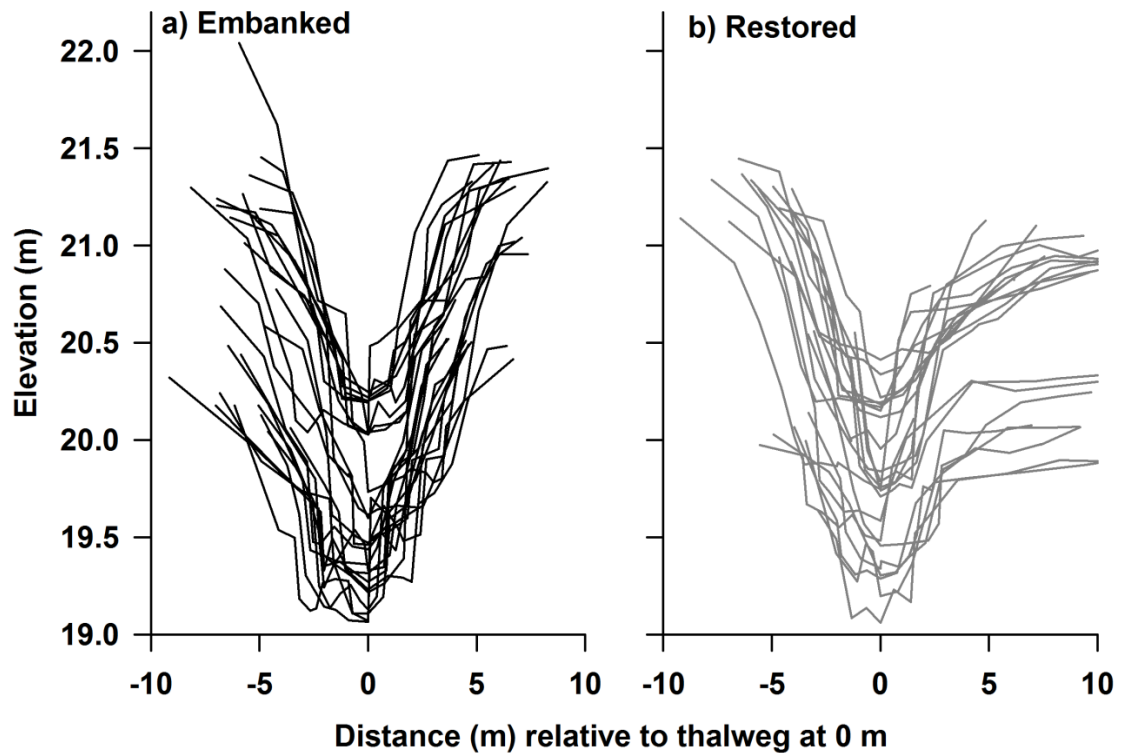 a) Embanked
b) Restored
22.0
21.5
21.0
20.5
20.0
19.5
19.0
Elevation (m)
-10 -5 0 5 10
-10 -5 0 5 10
Distance (m) relative to thalweg at 0 m